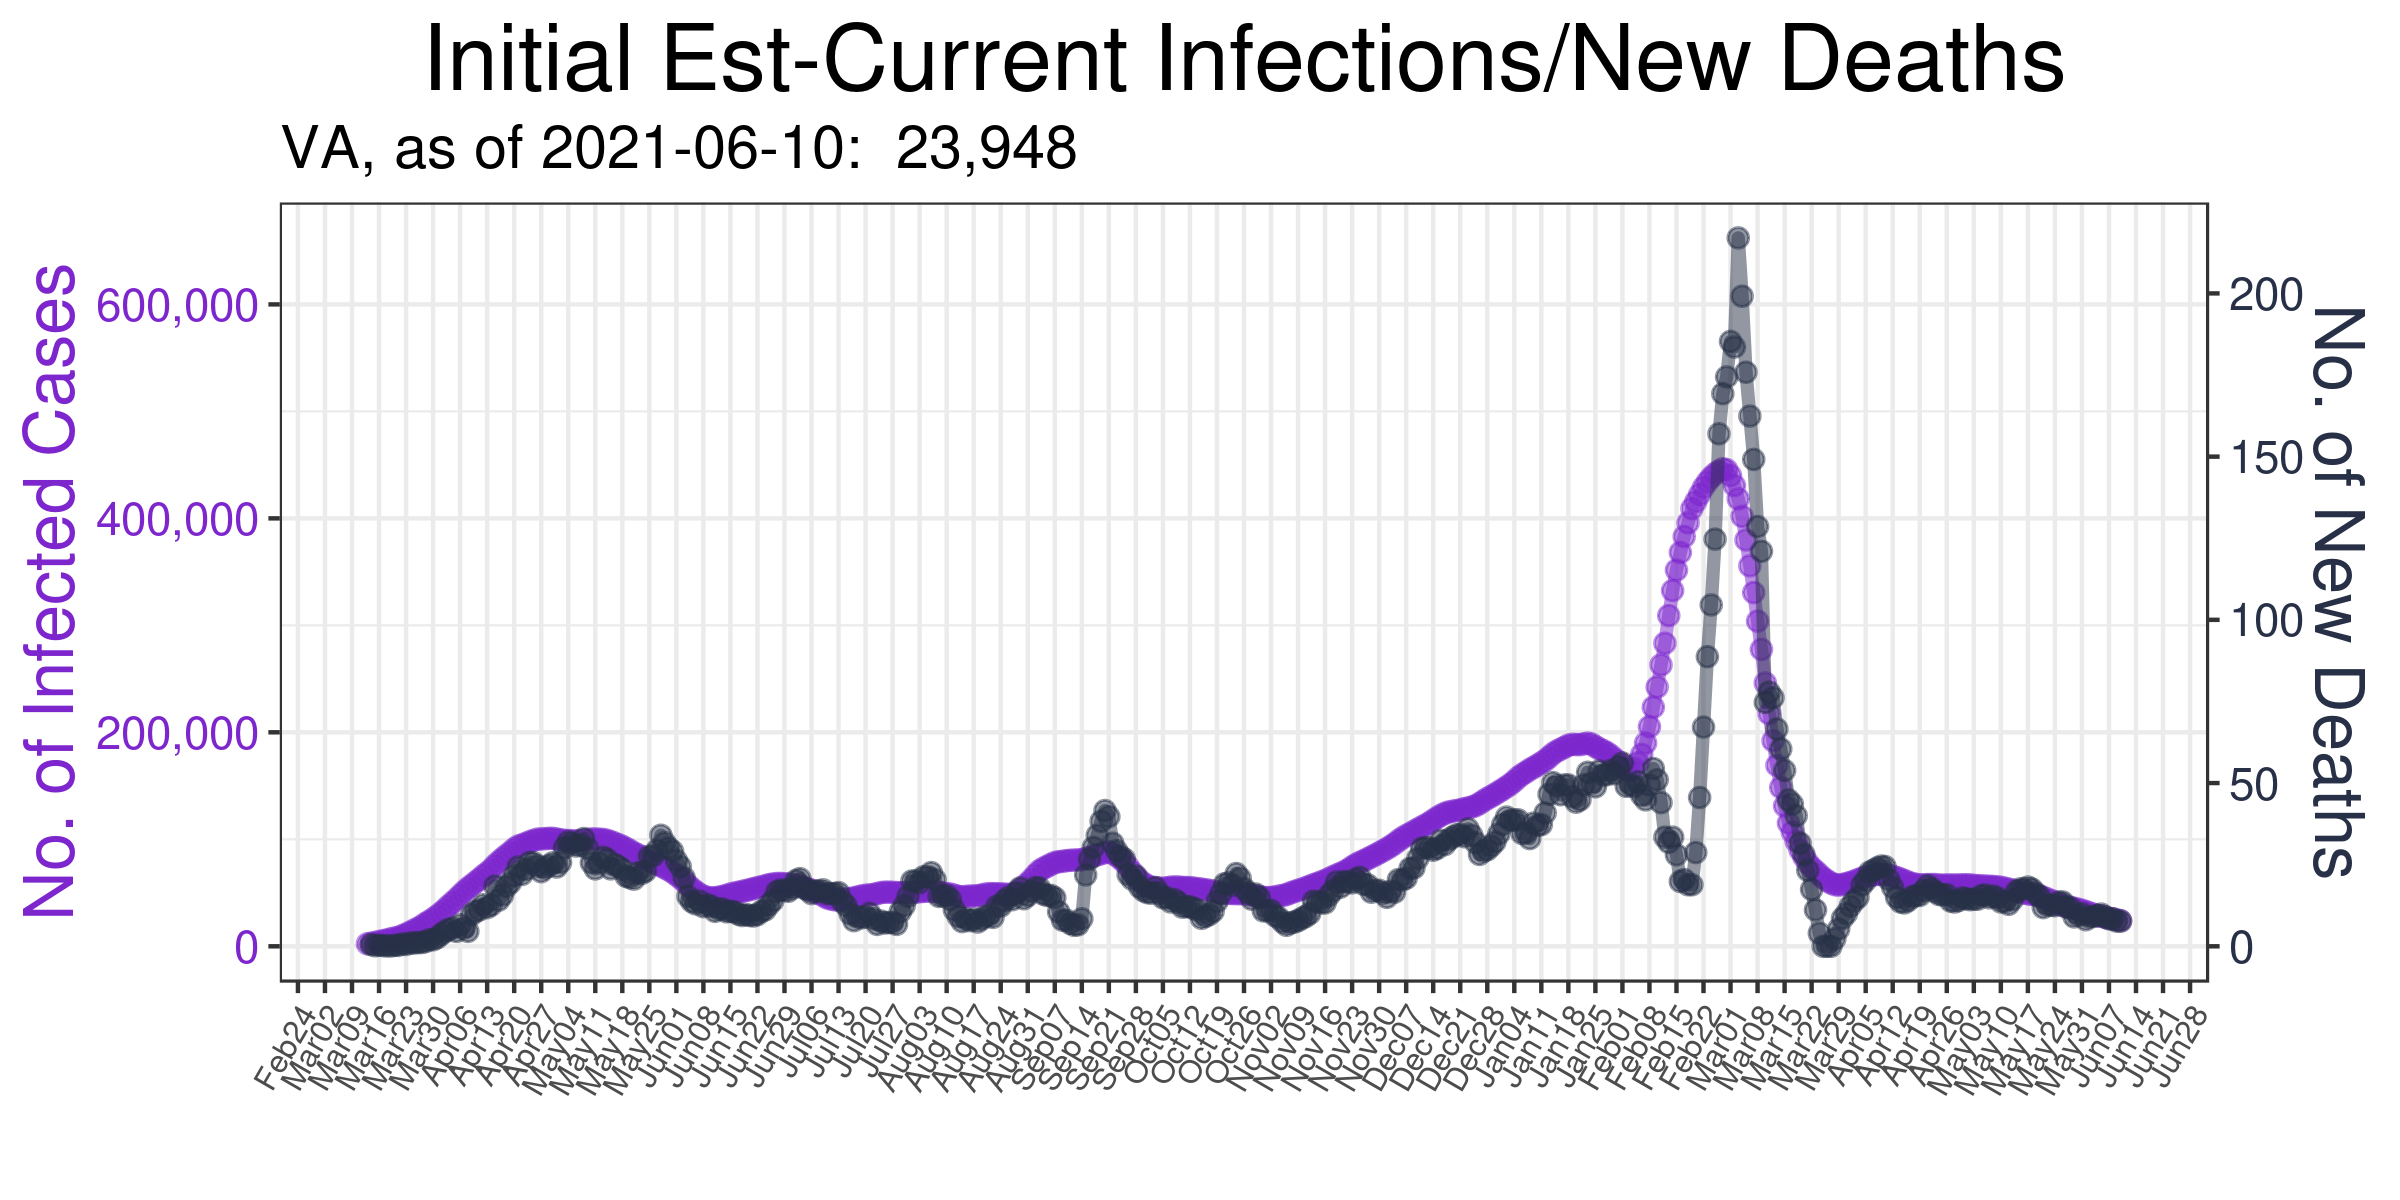 Initial Est-Current Infections/New Deaths
VA, as of 2021-06-10:  23,948
No. of Infected Cases
600,000
400,000
200,000
0
200
150
100
50
0
No. of New Deaths
Feb24
Mar02
Mar09
Mar16
Mar23
Mar30
Apr06
Apr13
Apr20
Apr27
May04
May11
May18
May25
Jun01
Jun08
Jun15
Jun22
Jun29
Jul06
Jul13
Jul20
Jul27
Aug03
Aug10
Aug17
Aug24
Aug31
Sep07
Sep14
Sep21
Sep28
Oct05
Oct12
Oct19
Oct26
Nov02
Nov09
Nov16
Nov23
Nov30
Dec07
Dec14
Dec21
Dec28
Jan04
Jan11
Jan18
Jan25
Feb01
Feb08
Feb15
Feb22
Mar01
Mar08
Mar15
Mar22
Mar29
Apr05
Apr12
Apr19
Apr26
May03
May10
May17
May24
May31
Jun07
Jun14
Jun21
Jun28